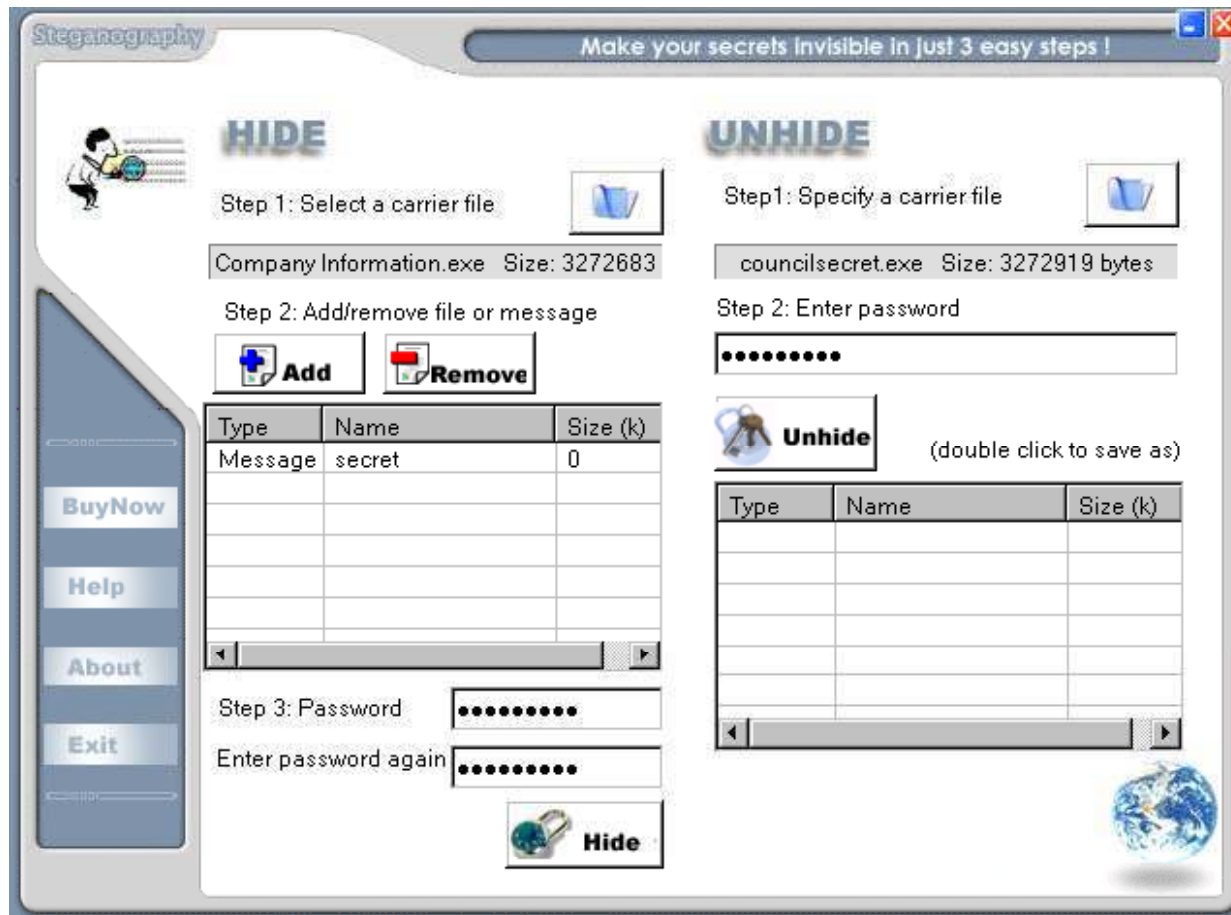 Steganography
Make your secrets invisible in just 3 easy steps !
HIDE
Step 1: Select a carrier file
Company Information.exe Size: 3272683
Step 2: Add/remove file or message
Add
Remove
Type Name Size (k)
Message secret 0
Step 3: Password
•••••••••
Enter password again
•••••••••
Hide
UNHIDE
Step1: Specify a carrier file
councilsecret.exe Size: 3272919 bytes
Step 2: Enter password
•••••••••
Unhide
(double click to save as)
Type Name Size (k)
BuyNow
Help
About
Exit